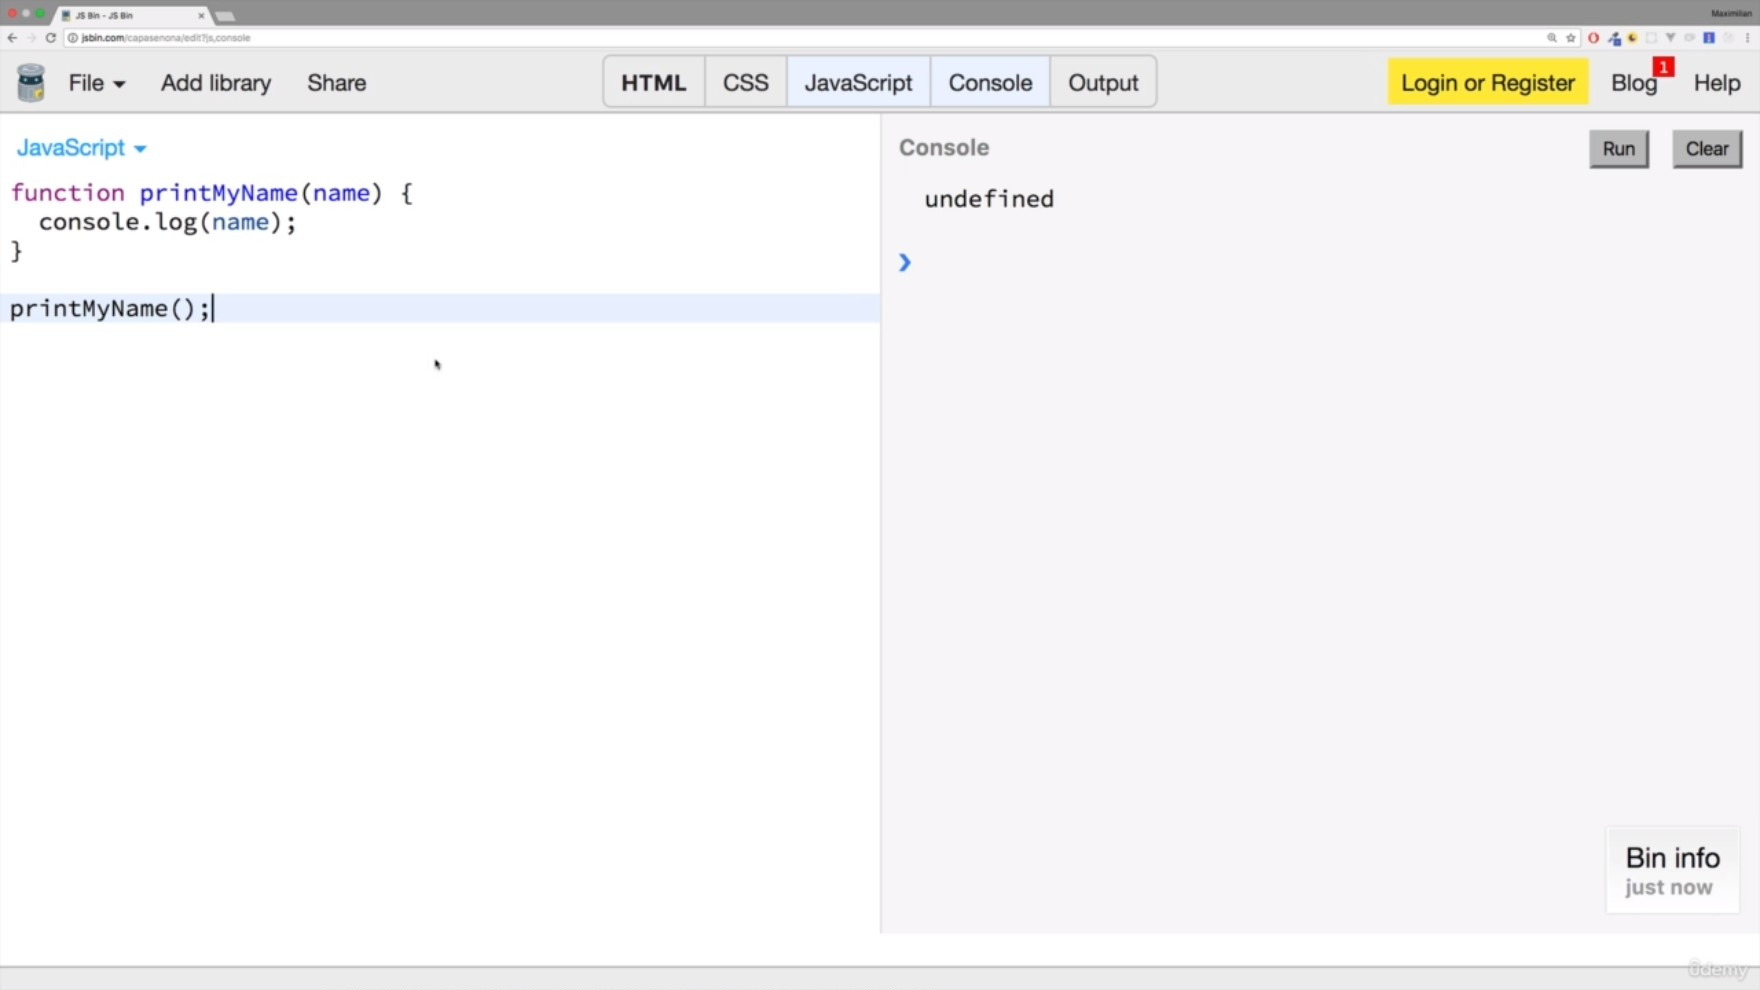 JS Bin - JS Bin
Maximilian
jsbin.com/capasenona/edit?js,console
File Add library Share HTML CSS JavaScript Console Output Login or Register Blog 1 Help
JavaScript
function printMyName(name) {
console.log(name);
}
printMyName();
Console Run Clear
undefined
Bin info
just now
ûdemy